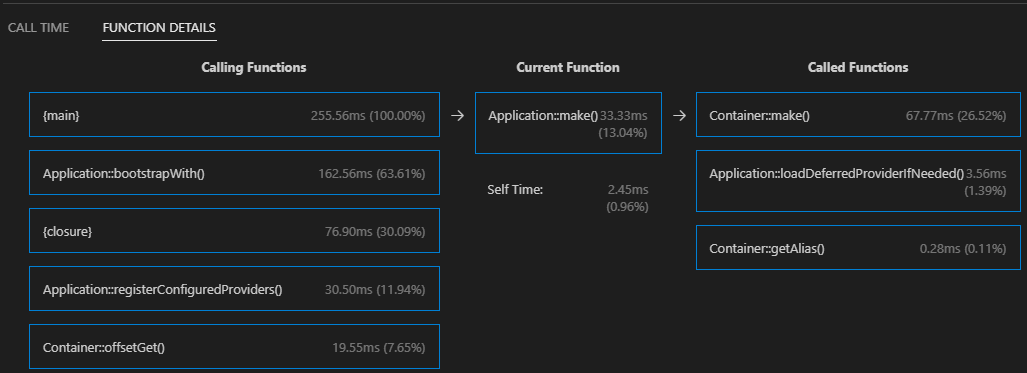 CALL TIME FUNCTION DETAILS
Calling Functions Current Function Called Functions
{main} 255.56ms (100.00%)
Application::bootstrapWith() 162.56ms (63.61%)
{closure} 76.90ms (30.09%)
Application::registerConfiguredProviders() 30.50ms (11.94%)
Container::offsetGet() 19.55ms (7.65%)
Application::make() 33.33ms
(13.04%)
Self Time: 2.45ms
(0.96%)
Container::make() 67.77ms (26.52%)
Application::loadDeferredProviderIfNeeded() 3.56ms
(1.39%)
Container::getAlias() 0.28ms (0.11%)